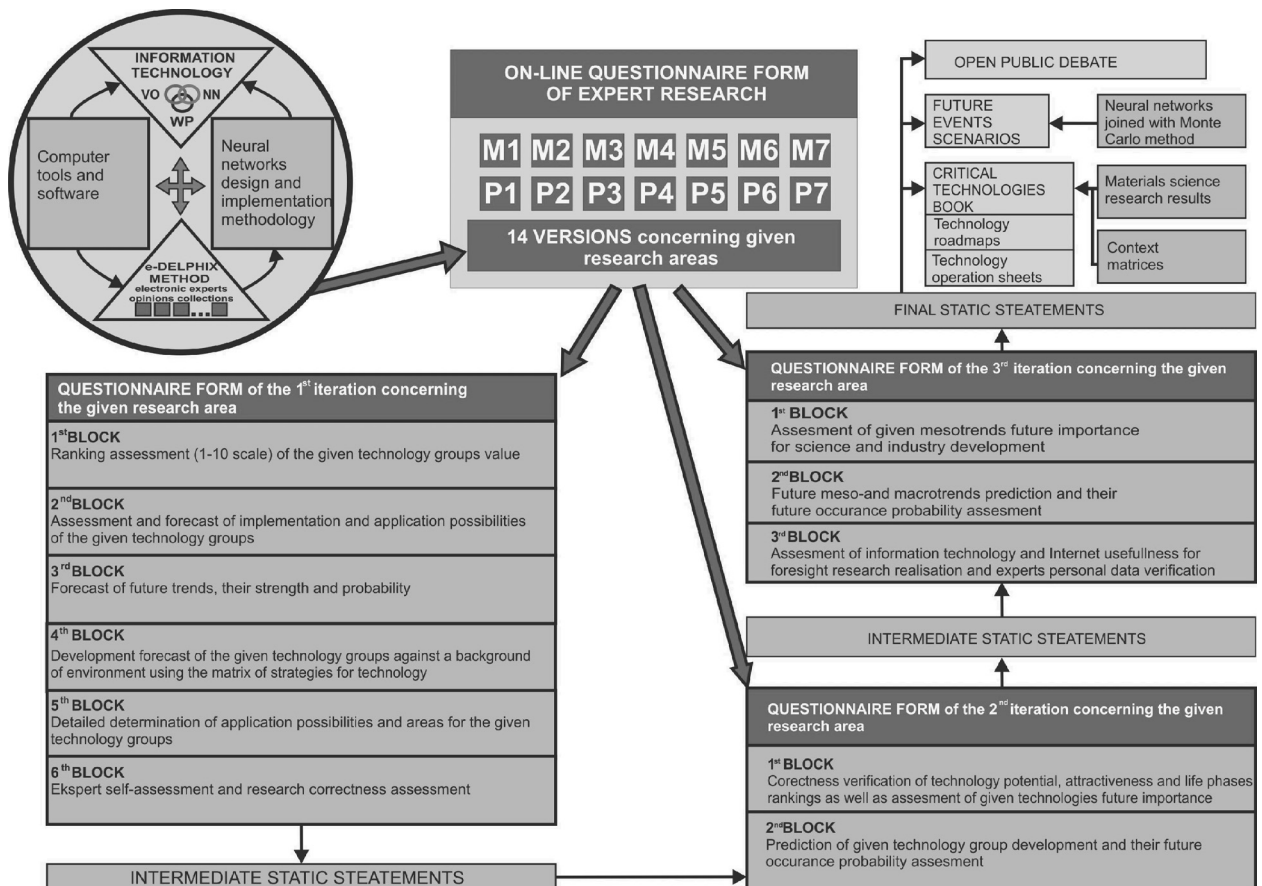 INFORMATION
TECHNOLOGY
VO NN
WP
Computer
tools and
software
Neural
networks
design and
implementation
methodology
e-DELPHIX
METHOD
electronic experts
opinions collections
...
ON-LINE QUESTIONNAIRE FORM
OF EXPERT RESEARCH
M1 M2 M3 M4 M5 M6 M7
P1 P2 P3 P4 P5 P6 P7
14 VERSIONS concerning given
research areas
OPEN PUBLIC DEBATE
FUTURE
EVENTS
SCENARIOS
Neural networks
joined with Monte
Carlo method
CRITICAL
TECHNOLOGIES
BOOK
Technology
roadmaps
Technology
operation sheets
Materials science
research results
Context
matrices
FINAL STATIC STEATEMENTS
QUESTIONNAIRE FORM of the 1st iteration concerning
the given research area
1st BLOCK
Ranking assessment (1-10 scale) of the given technology groups value
2nd BLOCK
Assessment and forecast of implementation and application possibilities
of the given technology groups
3rd BLOCK
Forecast of future trends, their strength and probability
4th BLOCK
Development forecast of the given technology groups against a background
of environment using the matrix of strategies for technology
5th BLOCK
Detailed determination of application possibilities and areas for the given
technology groups
6th BLOCK
Ekspert self-assessment and research correctness assessment
INTERMEDIATE STATIC STEATEMENTS
QUESTIONNAIRE FORM of the 3rd iteration concerning the given
research area
1st BLOCK
Assesment of given mesotrends future importance
for science and industry development
2nd BLOCK
Future meso-and macrotrends prediction and their
future occurance probability assesment
3rd BLOCK
Assesment of information technology and Internet usefullness for
foresight research realisation and experts personal data verification
INTERMEDIATE STATIC STEATEMENTS
QUESTIONNAIRE FORM of the 2nd iteration concerning the given
research area
1st BLOCK
Corectness verification of technology potential, attractiveness and life phases
rankings as well as assesment of given technologies future importance
2nd BLOCK
Prediction of given technology group development and their future
occurance probability assesment